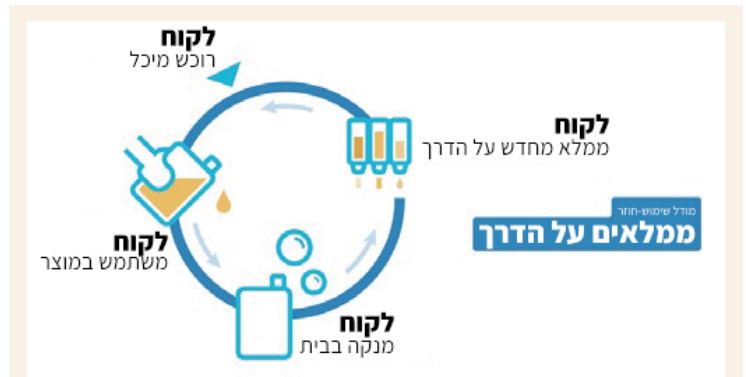 לקוח
רוכש מיכל
לקוח
ממלא מחדש על הדרך
מודל שימוש-חוזר
ממלאים על הדרך
לקוח
משתמש במוצר
לקוח
מנקה בבית